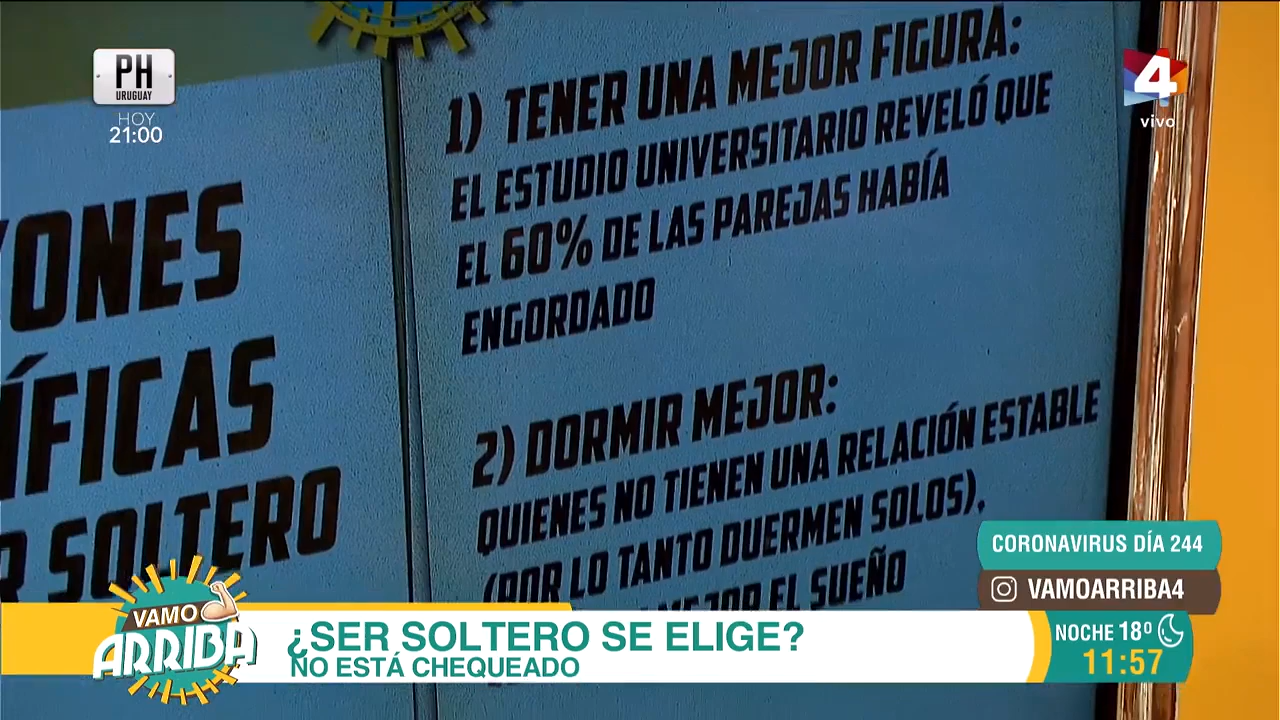 PH
URUGUAY
HOY
21:00
4
vivo
ONES
ÍFICAS
R SOLTERO
1) TENER UNA MEJOR FIGURA:
EL ESTUDIO UNIVERSITARIO REVELÓ QUE
EL 60% DE LAS PAREJAS HABÍA
ENGORDADO
2) DORMIR MEJOR:
QUIENES NO TIENEN UNA RELACIÓN ESTABLE
(POR LO TANTO DUERMEN SOLOS),
MEJOR EL SUEÑO
CORONAVIRUS DÍA 244
VAMOARRIBA4
VAMO
ARRIBA
¿SER SOLTERO SE ELIGE?
NO ESTÁ CHEQUEADO
NOCHE 18º
11:57